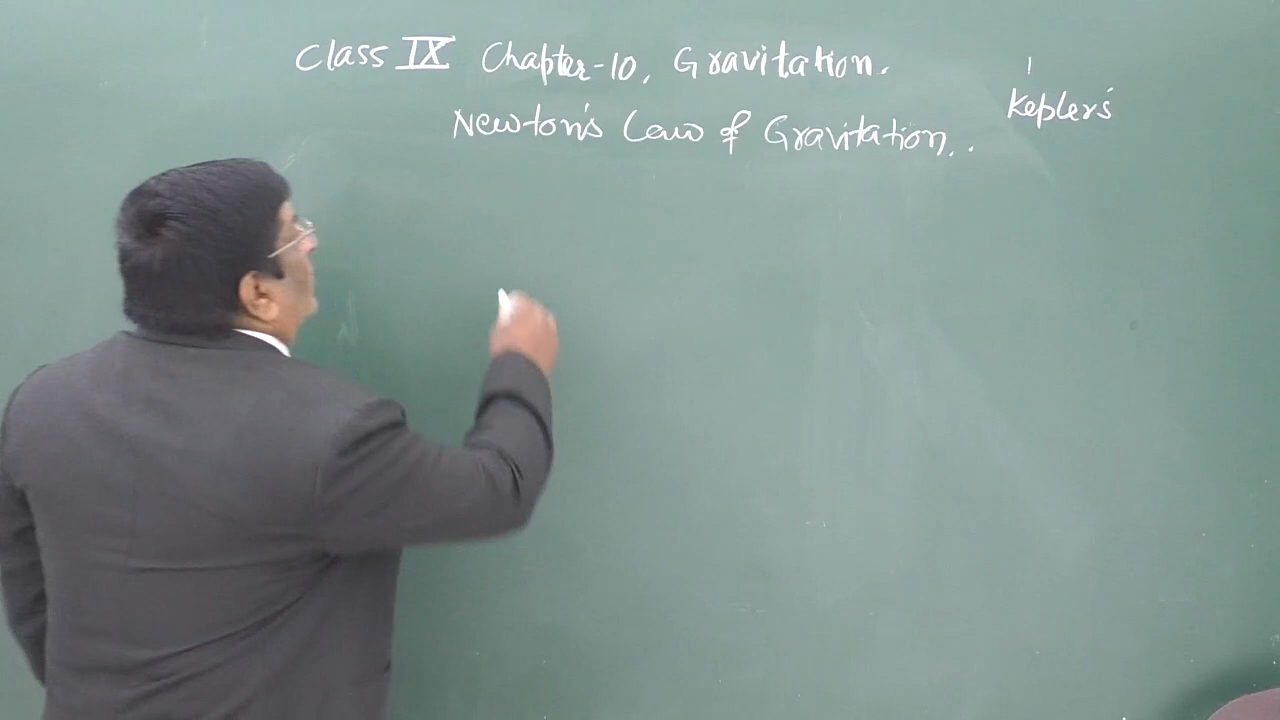 Class IX Chapter-10, Gravitation.
Newton's Law of Gravitation..
Kepler's